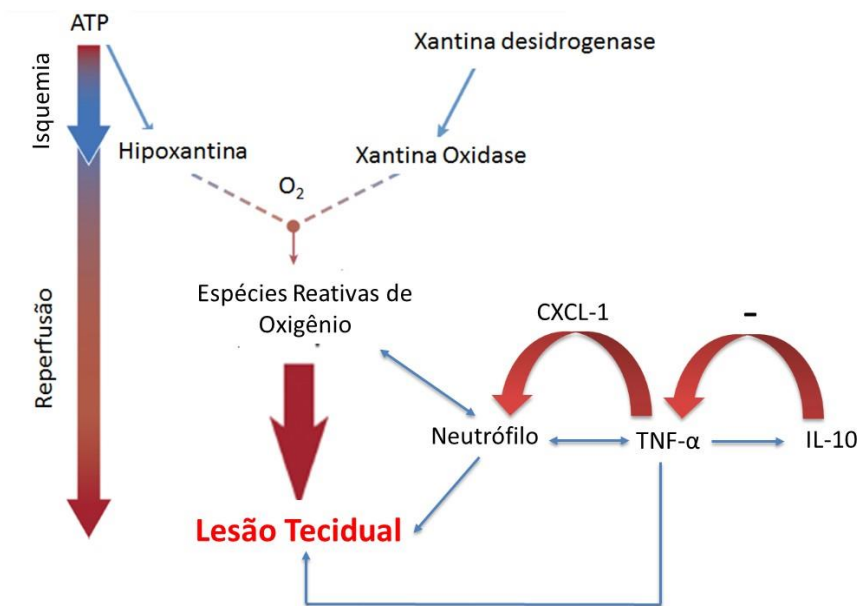 ATP
Xantina desidrogenase
Isquemia
Hipoxantina
Xantina Oxidase
O₂
Espécies Reativas de
Oxigênio
Reperfusão
CXCL-1
-
Neutrófilo
TNF-α
IL-10
Lesão Tecidual